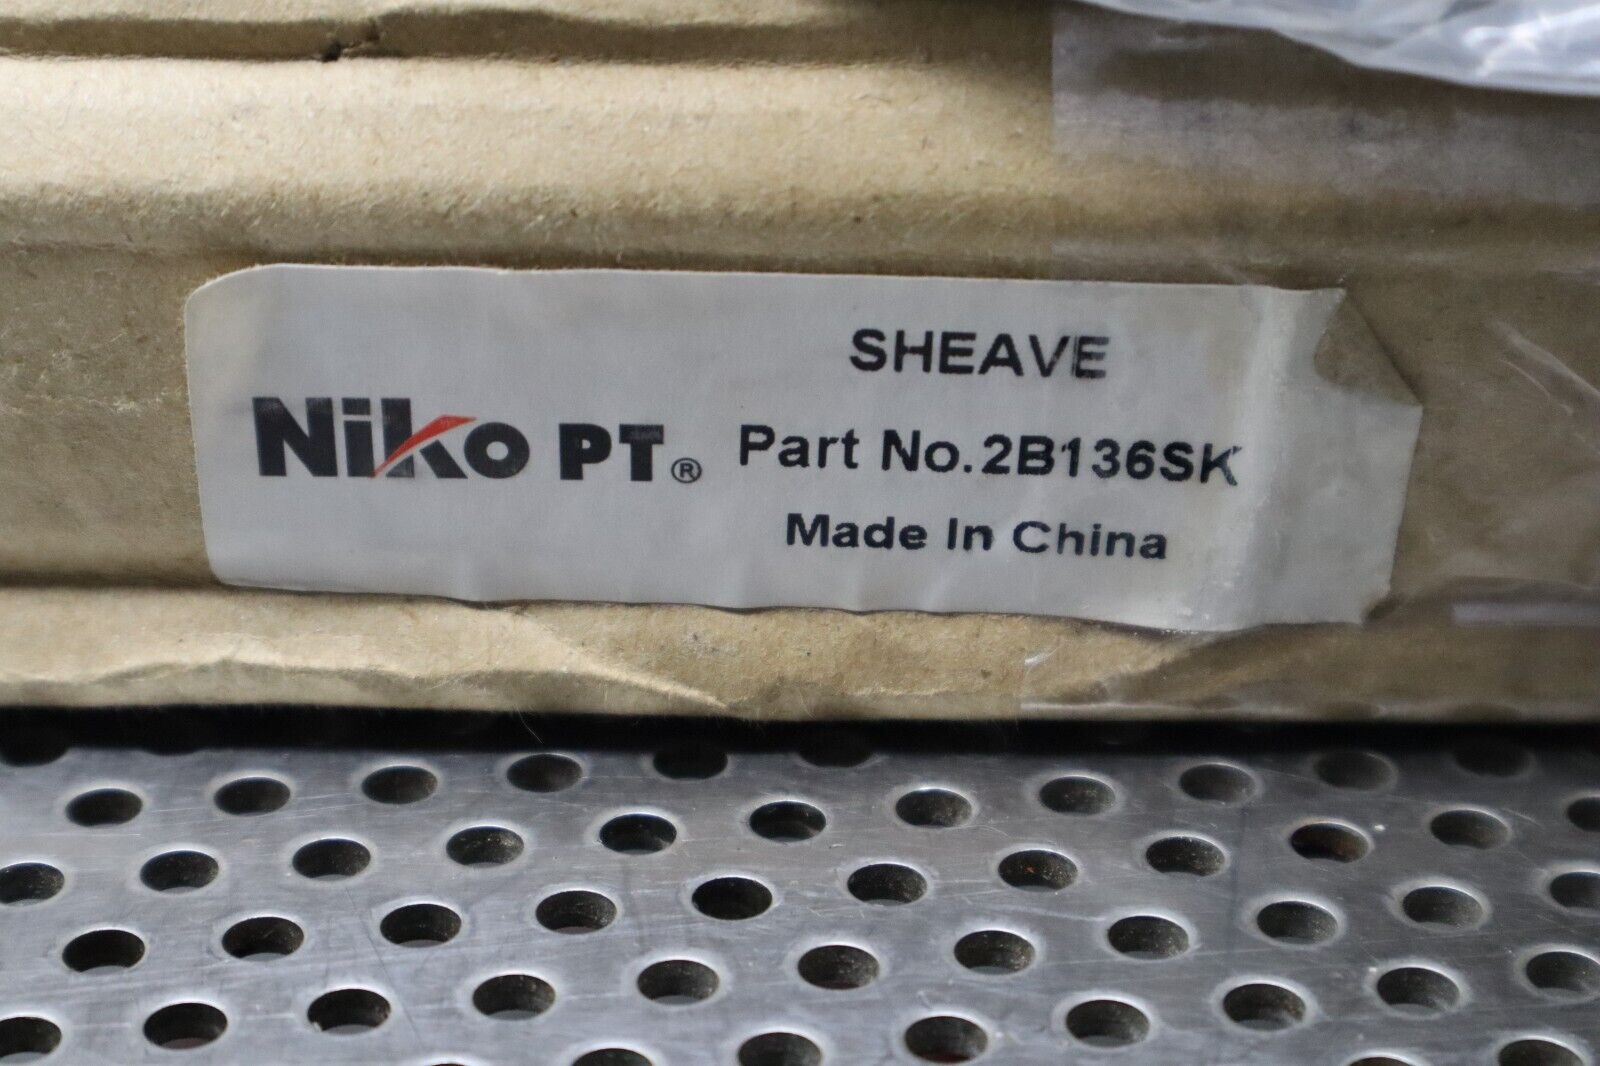 SHEAVE
Niko PT® Part No.2B136SK
Made In China